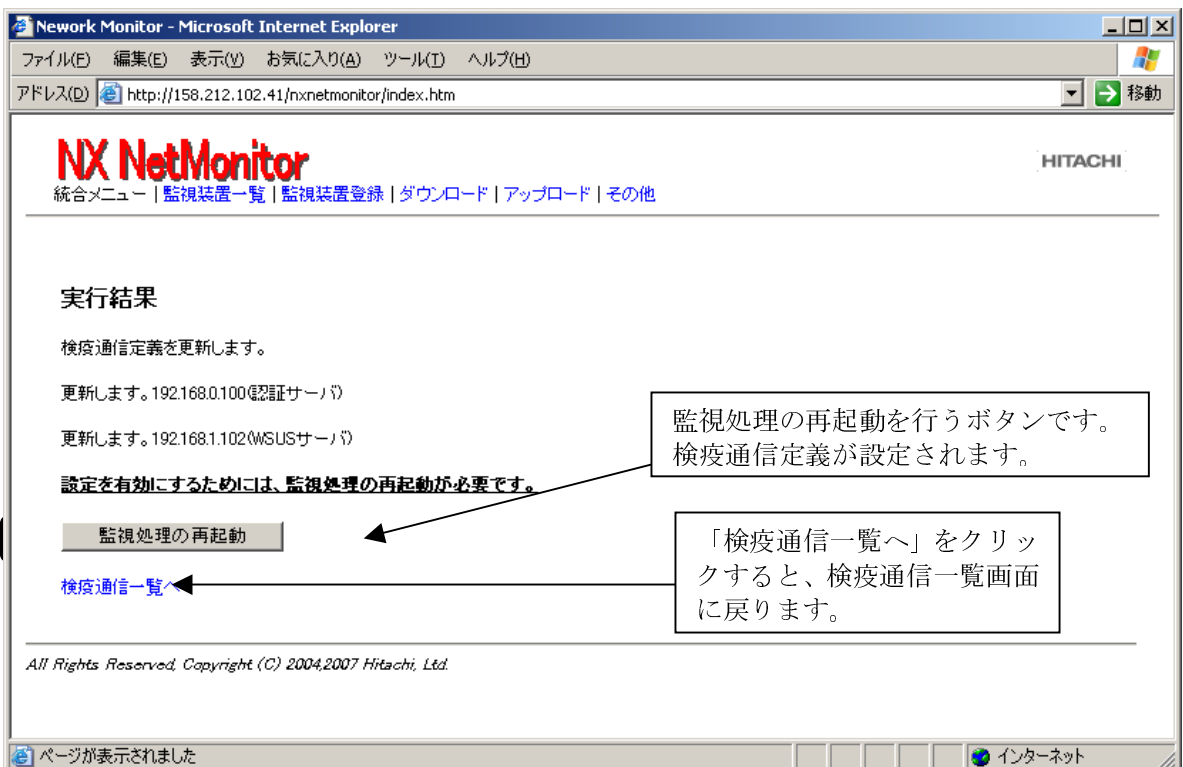 Nework Monitor - Microsoft Internet Explorer
ファイル(F) 編集(E) 表示(V) お気に入り(A) ツール(T) ヘルプ(H)
アドレス(D) http://158.212.102.41/nxnetmonitor/index.htm 移動
NX NetMonitor
HITACHI
統合メニュー | 監視装置一覧 | 監視装置登録 | ダウンロード | アップロード | その他
実行結果
検疫通信定義を更新します。
更新します。192.168.0.100(認証サーバ)
更新します。192.168.1.102(WSUSサーバ)
設定を有効にするためには、監視処理の再起動が必要です。
監視処理の再起動を行うボタンです。
検疫通信定義が設定されます。
監視処理の再起動
検疫通信一覧へ
「検疫通信一覧へ」をクリッ
クすると、検疫通信一覧画面
に戻ります。
All Rights Reserved, Copyright (C) 2004,2007 Hitachi, Ltd.
ページが表示されました インターネット